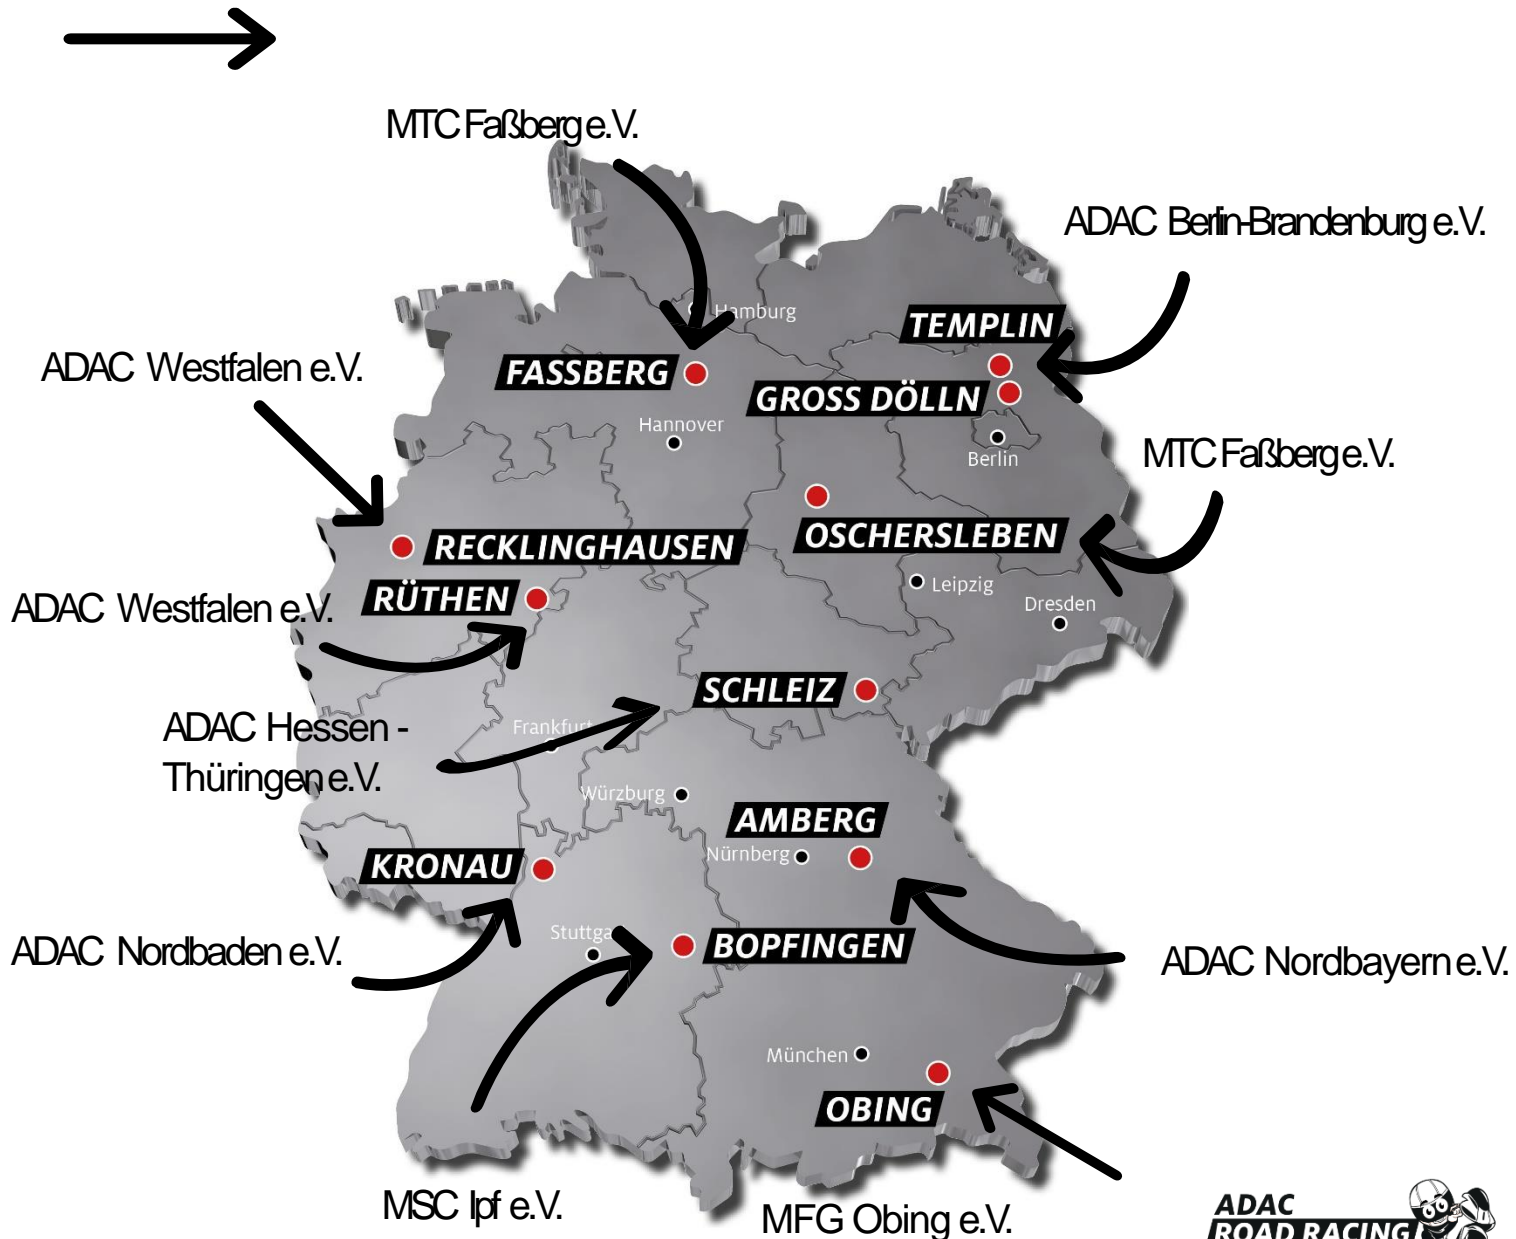 MTC Faßberg e.V.
ADAC Berlin-Brandenburg e.V.
Hamburg
TEMPLIN
ADAC Westfalen e.V.
FASSBERG
GROSS DÖLLN
Hannover
Berlin
MTC Faßberg e.V.
OSCHERSLEBEN
RECKLINGHAUSEN
Leipzig
ADAC Westfalen e.V.
RÜTHEN
Dresden
SCHLEIZ
ADAC Hessen -
Thüringen e.V.
Frankfurt
Würzburg
AMBERG
Nürnberg
KRONAU
Stuttga
BOPFINGEN
ADAC Nordbaden e.V.
ADAC Nordbayern e.V.
München
OBING
MSC Ipf e.V.
MFG Obing e.V.
ADAC
ROAD RACING